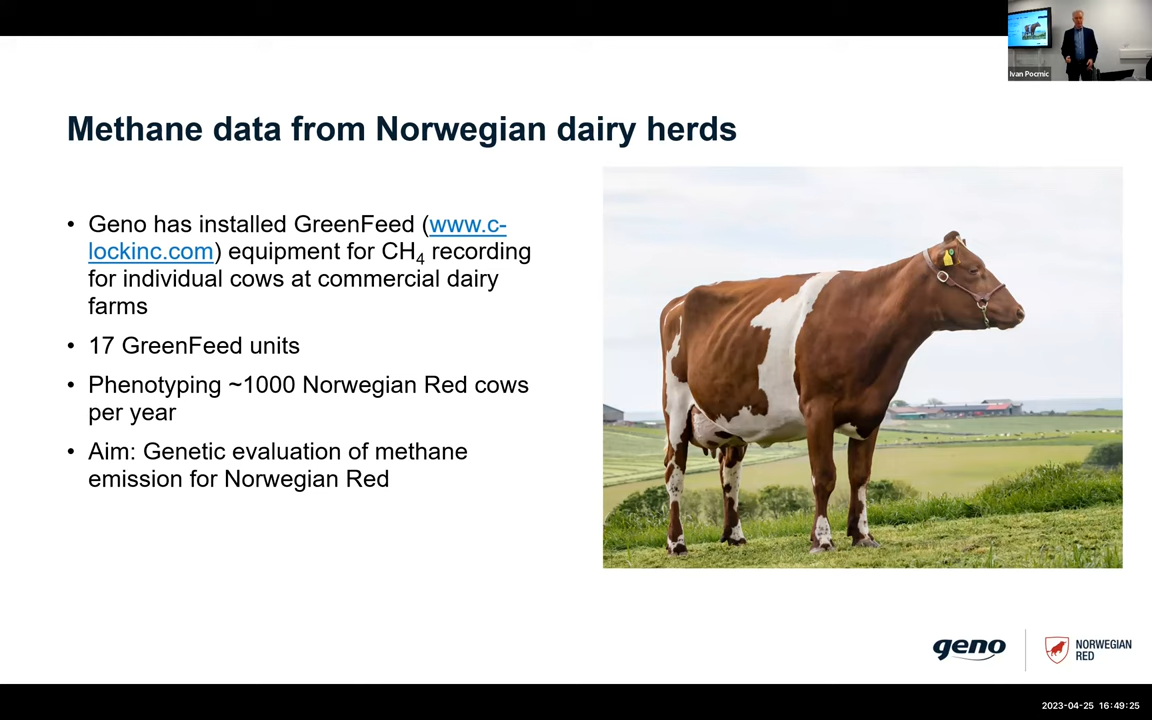 Ivan Pocrnic
Methane data from Norwegian dairy herds
• Geno has installed GreenFeed (www.c-
lockinc.com) equipment for CH₄ recording
for individual cows at commercial dairy
farms
• 17 GreenFeed units
• Phenotyping ~1000 Norwegian Red cows
per year
• Aim: Genetic evaluation of methane
emission for Norwegian Red
geno
NORWEGIAN
RED
2023-04-25 16:49:25